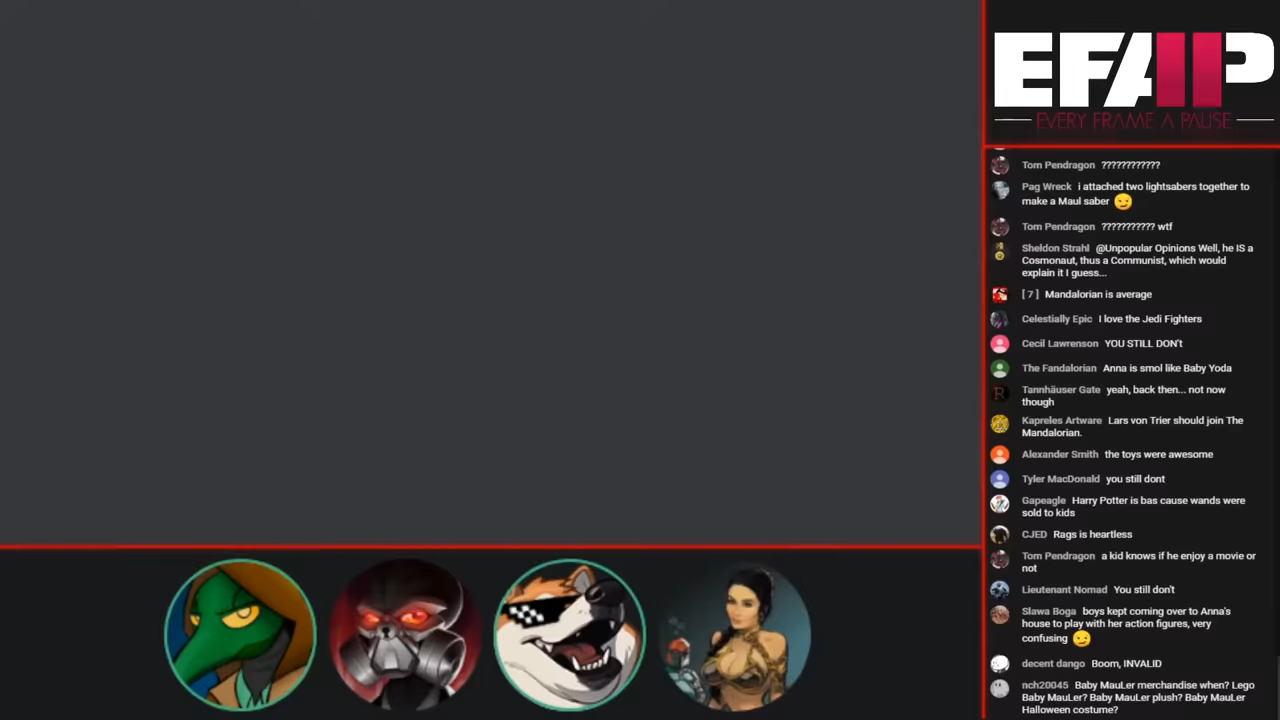 EFAP
EVERY FRAME A PAUSE
Tom Pendragon ????????????
Pag Wreck i attached two lightsabers together to
make a Maul saber
Tom Pendragon ??????????? wtf
Sheldon Strahl @Unpopular Opinions Well, he IS a
Cosmonaut, thus a Communist, which would
explain it I guess...
[ 7 ] Mandalorian is average
Celestially Epic I love the Jedi Fighters
Cecil Lawrenson YOU STILL DON't
The Fandalorian Anna is smol like Baby Yoda
Tannhäuser Gate yeah, back then... not now
though
Kapreles Artware Lars von Trier should join The
Mandalorian.
Alexander Smith the toys were awesome
Tyler MacDonald you still dont
Gapeagle Harry Potter is bas cause wands were
sold to kids
CJED Rags is heartless
Tom Pendragon a kid knows if he enjoy a movie or
not
Lieutenant Nomad You still don't
Slawa Boga boys kept coming over to Anna's
house to play with her action figures, very
confusing
decent dango Boom, INVALID
nch20045 Baby MauLer merchandise when? Lego
Baby MauLer? Baby MauLer plush? Baby MauLer
Halloween costume?